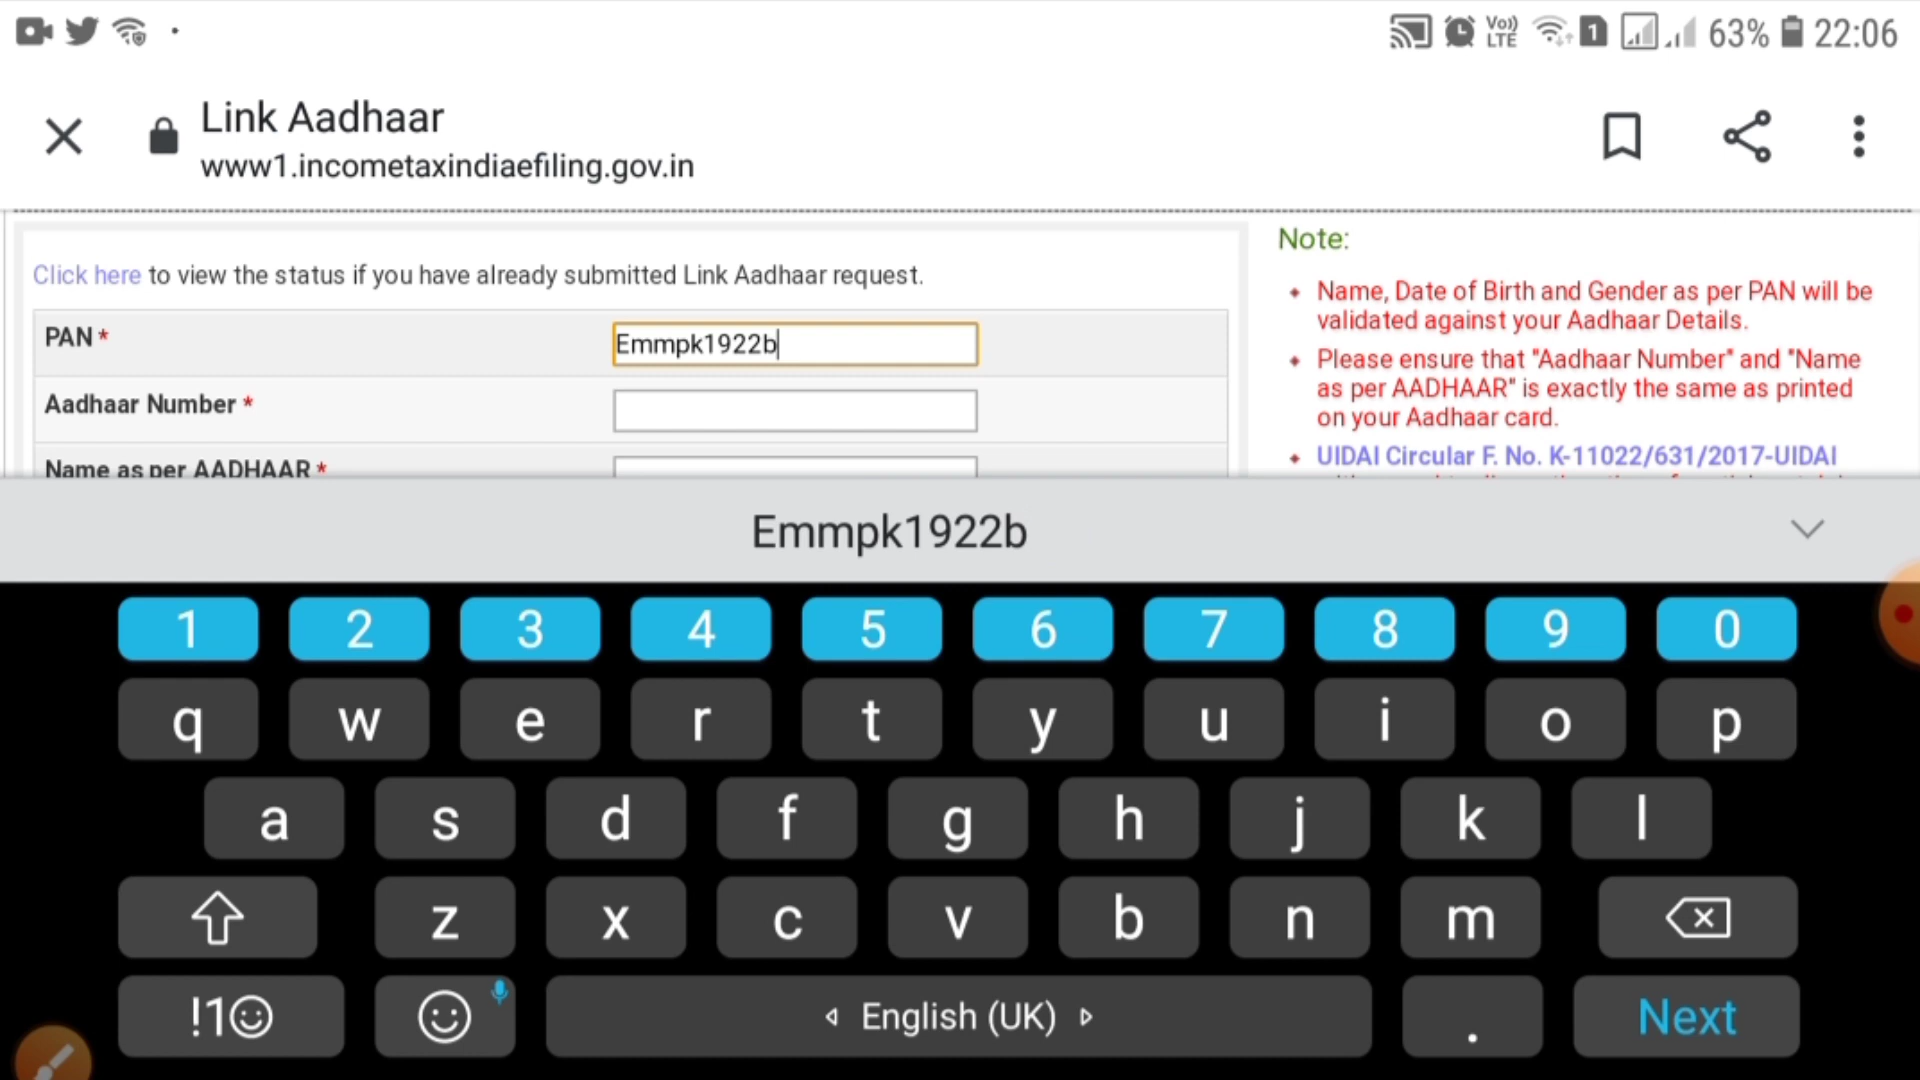 Vo)) LTE 1 63% 22:06
Link Aadhaar
www1.incometaxindiaefiling.gov.in
Click here to view the status if you have already submitted Link Aadhaar request.
PAN * Emmpk1922b
Aadhaar Number *
Name as per AADHAAR *
Note:
Name, Date of Birth and Gender as per PAN will be
validated against your Aadhaar Details.
Please ensure that "Aadhaar Number" and "Name
as per AADHAAR" is exactly the same as printed
on your Aadhaar card.
UIDAI Circular F. No. K-11022/631/2017-UIDAI
Emmpk1922b
1 2 3 4 5 6 7 8 9 0
q w e r t y u i o p
a s d f g h j k l
z x c v b n m
!1☺ English (UK) . Next